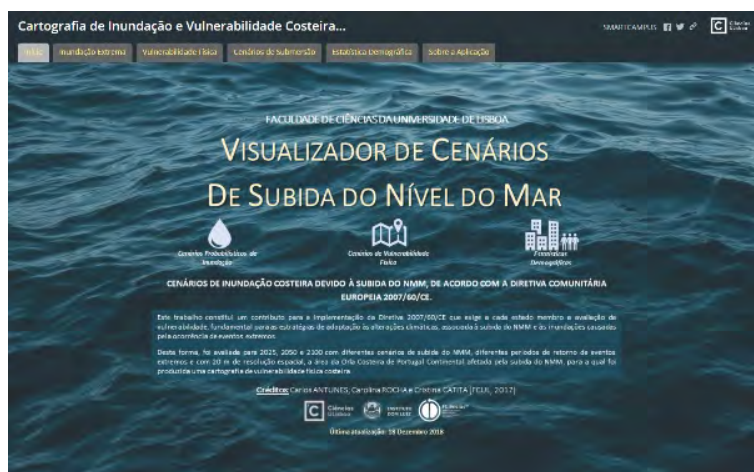 Cartografia de Inundação e Vulnerabilidade Costeira...
SMARTCAMPUS
Ciências
Início
Inundação Extrema
Vulnerabilidade Física
Cenários de Submersão
Estatística Demográfica
Sobre a Aplicação
FACULDADE DE CIÊNCIAS DA UNIVERSIDADE DE LISBOA
VISUALIZADOR DE CENÁRIOS
DE SUBIDA DO NÍVEL DO MAR
Cenários Probabilísticos de
Inundação
Cenários de Vulnerabilidade
Física
Estatísticas
Demográficas
CENÁRIOS DE INUNDAÇÃO COSTEIRA DEVIDO À SUBIDA DO NMM, DE ACORDO COM A DIRETIVA COMUNITÁRIA
EUROPEIA 2007/60/CE.
Este trabalho constitui um contributo para a implementação da Diretiva 2007/60/CE que exige a cada estado membro a avaliação de
vulnerabilidade, fundamental para as estratégias de adaptação às alterações climáticas, associada à subida do NMM e às inundações causadas
pela ocorrência de eventos extremos.
Desta forma, foi avaliada para 2025, 2050 e 2100 com diferentes cenários de subida do NMM, diferentes períodos de retorno de eventos
extremos e com 20 m de resolução espacial, a área da Orla Costeira de Portugal Continental afetada pela subida do NMM, para a qual foi
produzida uma cartografia de vulnerabilidade física costeira.
Créditos: Carlos ANTUNES, Carolina ROCHA e Cristina CATITA (FCUL, 2017)
Ciências
ULisboa
INSTITUTO
DOM LUIZ
Última atualização: 18 Dezembro 2018